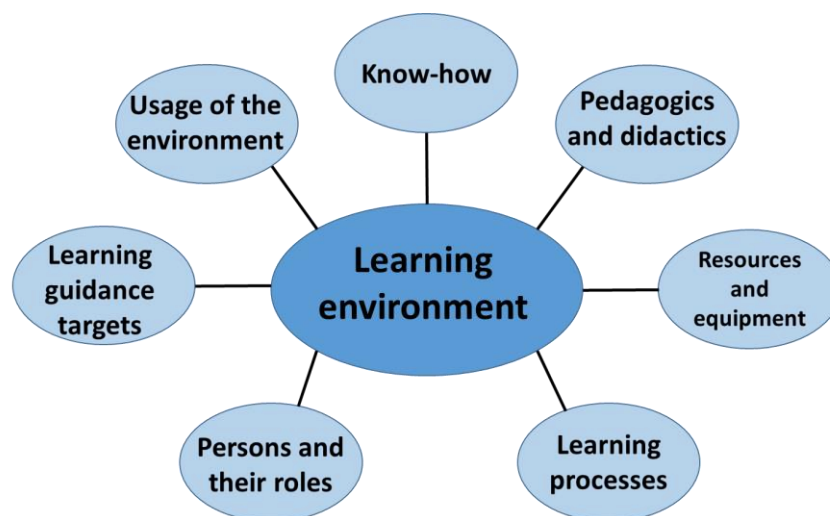 Know-how
Usage of the
environment
Pedagogics
and didactics
Learning
guidance
targets
Learning
environment
Resources
and
equipment
Persons and
their roles
Learning
processes